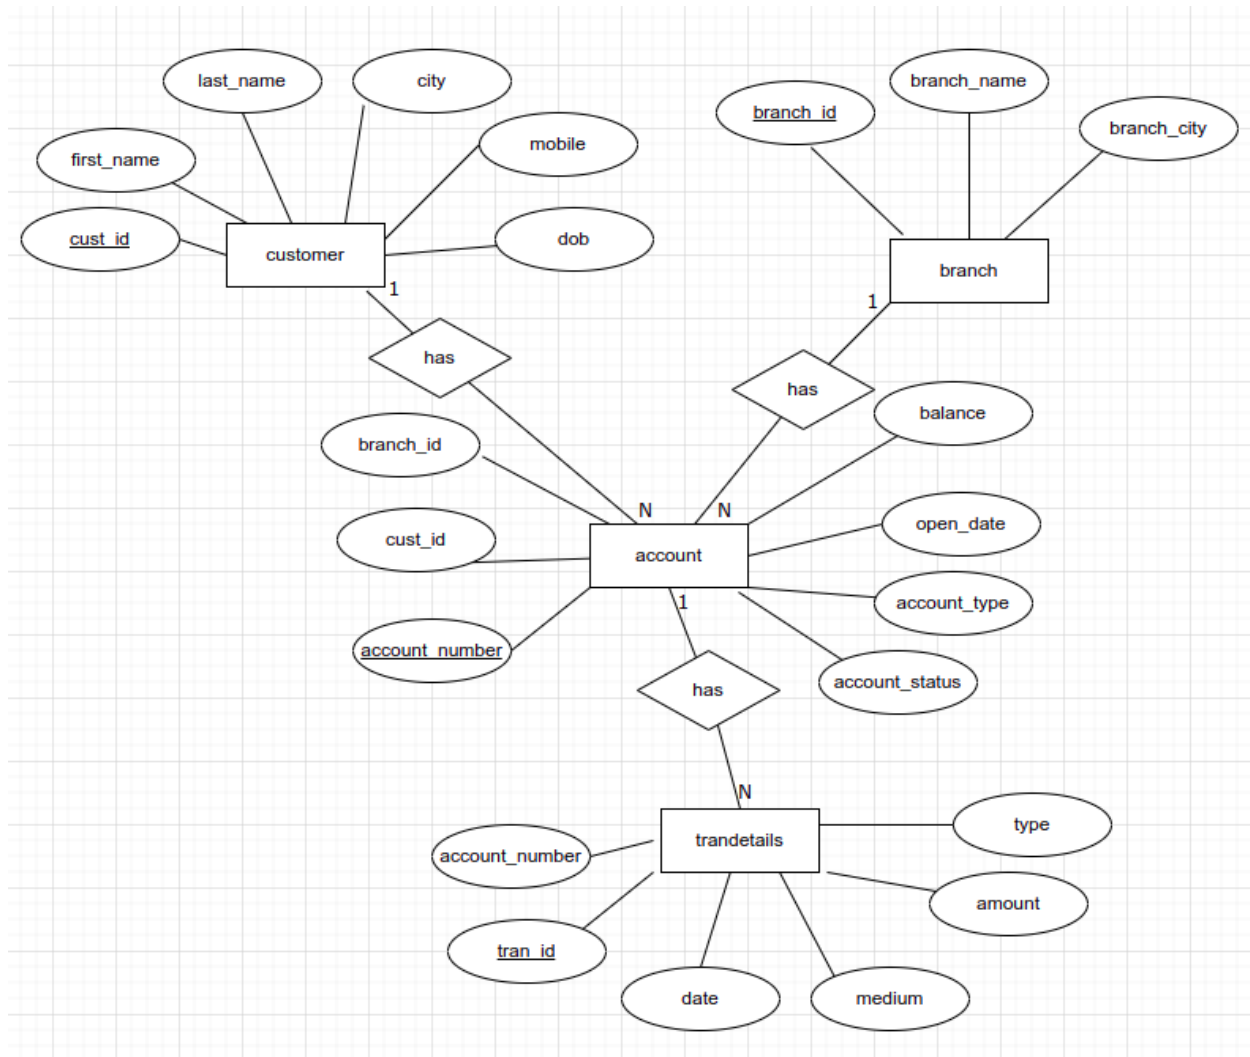 last_name
city
branch_name
branch_id
branch_city
mobile
first_name
cust_id
dob
customer
branch
1
1
has
has
balance
branch_id
N
N
open_date
cust_id
account
account_type
1
account_number
account_status
has
N
type
trandetails
account_number
amount
tran_id
date
medium